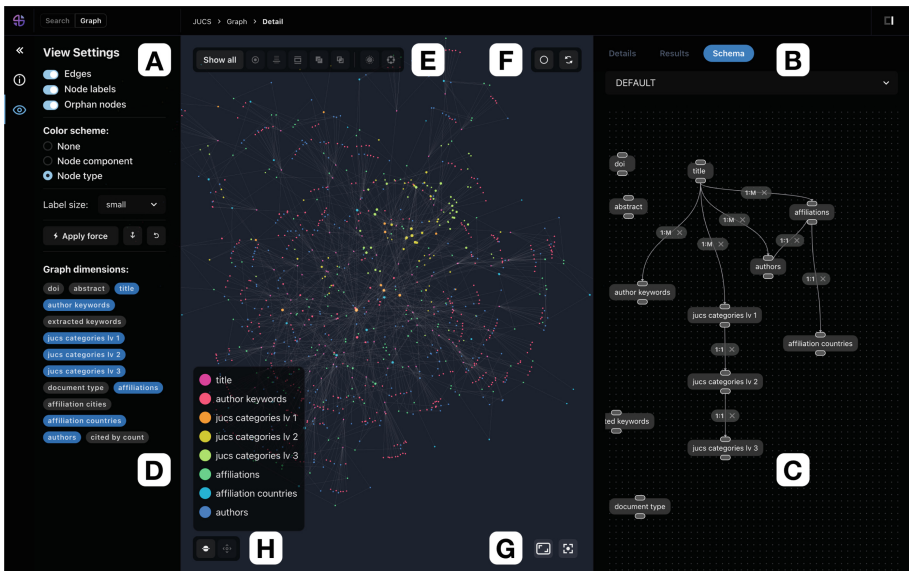 Search Graph
JUCS > Graph > Detail
View Settings
A
Edges
Node labels
Orphan nodes
Color scheme:
None
Node component
Node type
Label size: small
Apply force
Graph dimensions:
doi abstract title
author keywords
extracted keywords
jucs categories lv 1
jucs categories lv 2
jucs categories lv 3
document type affiliations
affiliation cities
affiliation countries
authors cited by count
D
Show all
E
F
title
author keywords
jucs categories lv 1
jucs categories lv 2
jucs categories lv 3
affiliations
affiliation countries
authors
H
G
Details Results Schema
B
DEFAULT
doi
title
1:M ×
abstract
affiliations
1:M ×
1:M ×
1:M ×
1:1 ×
authors
1:1 ×
author keywords
jucs categories lv 1
affiliation countries
1:1 ×
jucs categories lv 2
1:1 ×
ted keywords
jucs categories lv 3
C
document type